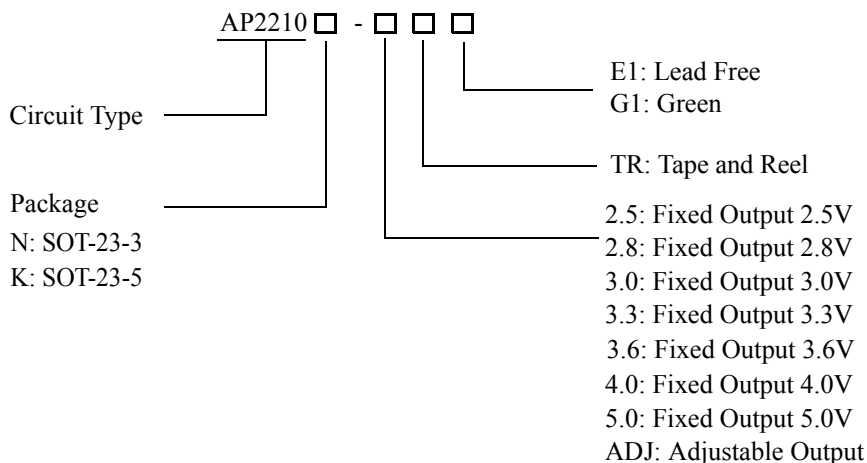 AP2210 -
Circuit Type
Package
N: SOT-23-3
K: SOT-23-5
E1: Lead Free
G1: Green
TR: Tape and Reel
2.5: Fixed Output 2.5V
2.8: Fixed Output 2.8V
3.0: Fixed Output 3.0V
3.3: Fixed Output 3.3V
3.6: Fixed Output 3.6V
4.0: Fixed Output 4.0V
5.0: Fixed Output 5.0V
ADJ: Adjustable Output